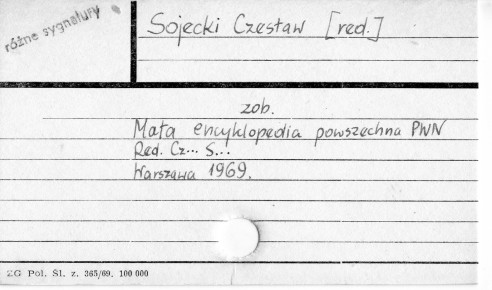 różne sygnatury
Sojecki Czesław [red.]
zob.
Mała encyklopedia powszechna PWN
Red. Cz... S...
Warszawa 1969.
ZG Pol. Śl. z. 365/69. 100 000